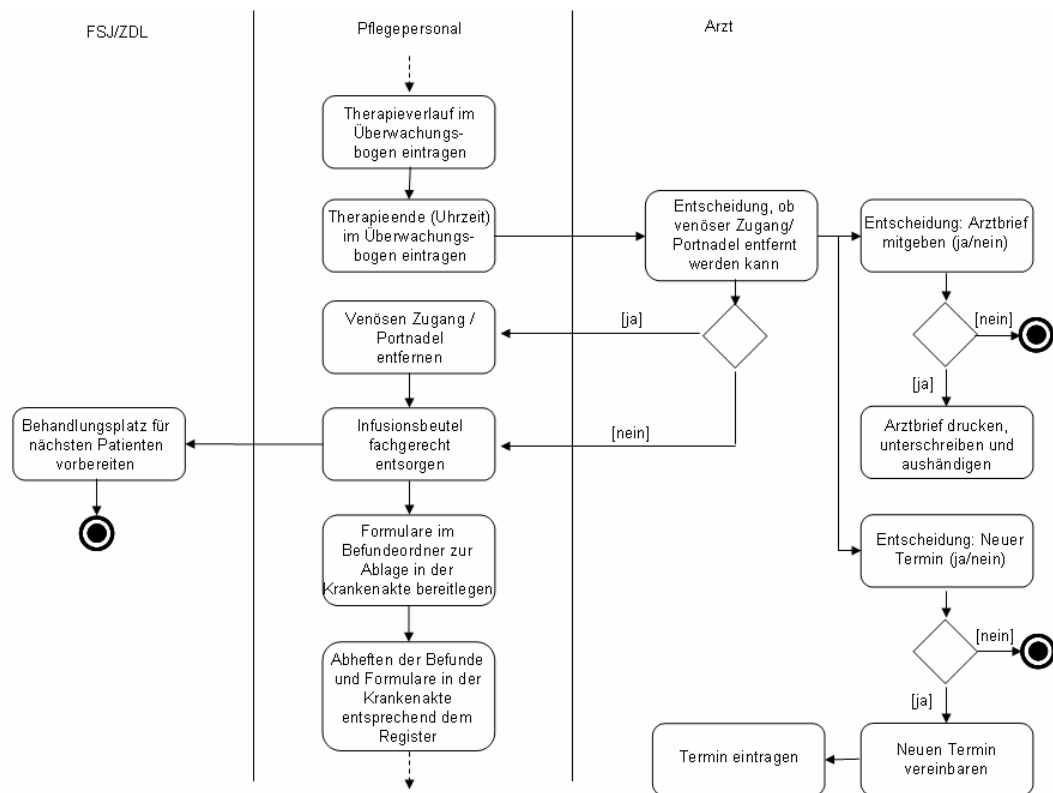 FSJ/ZDL
Pflegepersonal
Arzt
Therapieverlauf im
Überwachungs-
bogen eintragen
Therapieende (Uhrzeit)
im Überwachungs-
bogen eintragen
Entscheidung, ob
venöser Zugang/
Portnadel entfernt
werden kann
Entscheidung: Arztbrief
mitgeben (ja/nein)
[nein]
[ja]
Venösen Zugang /
Portnadel
entfernen
[ja]
Arztbrief drucken,
unterschreiben und
aushändigen
[nein]
Infusionsbeutel
fachgerecht
entsorgen
Behandlungsplatz für
nächsten Patienten
vorbereiten
Formulare im
Befundeordner zur
Ablage in der
Krankenakte bereitlegen
Entscheidung: Neuer
Termin (ja/nein)
[nein]
[ja]
Abheften der Befunde
und Formulare in der
Krankenakte
entsprechend dem
Register
Neuen Termin
vereinbaren
Termin eintragen